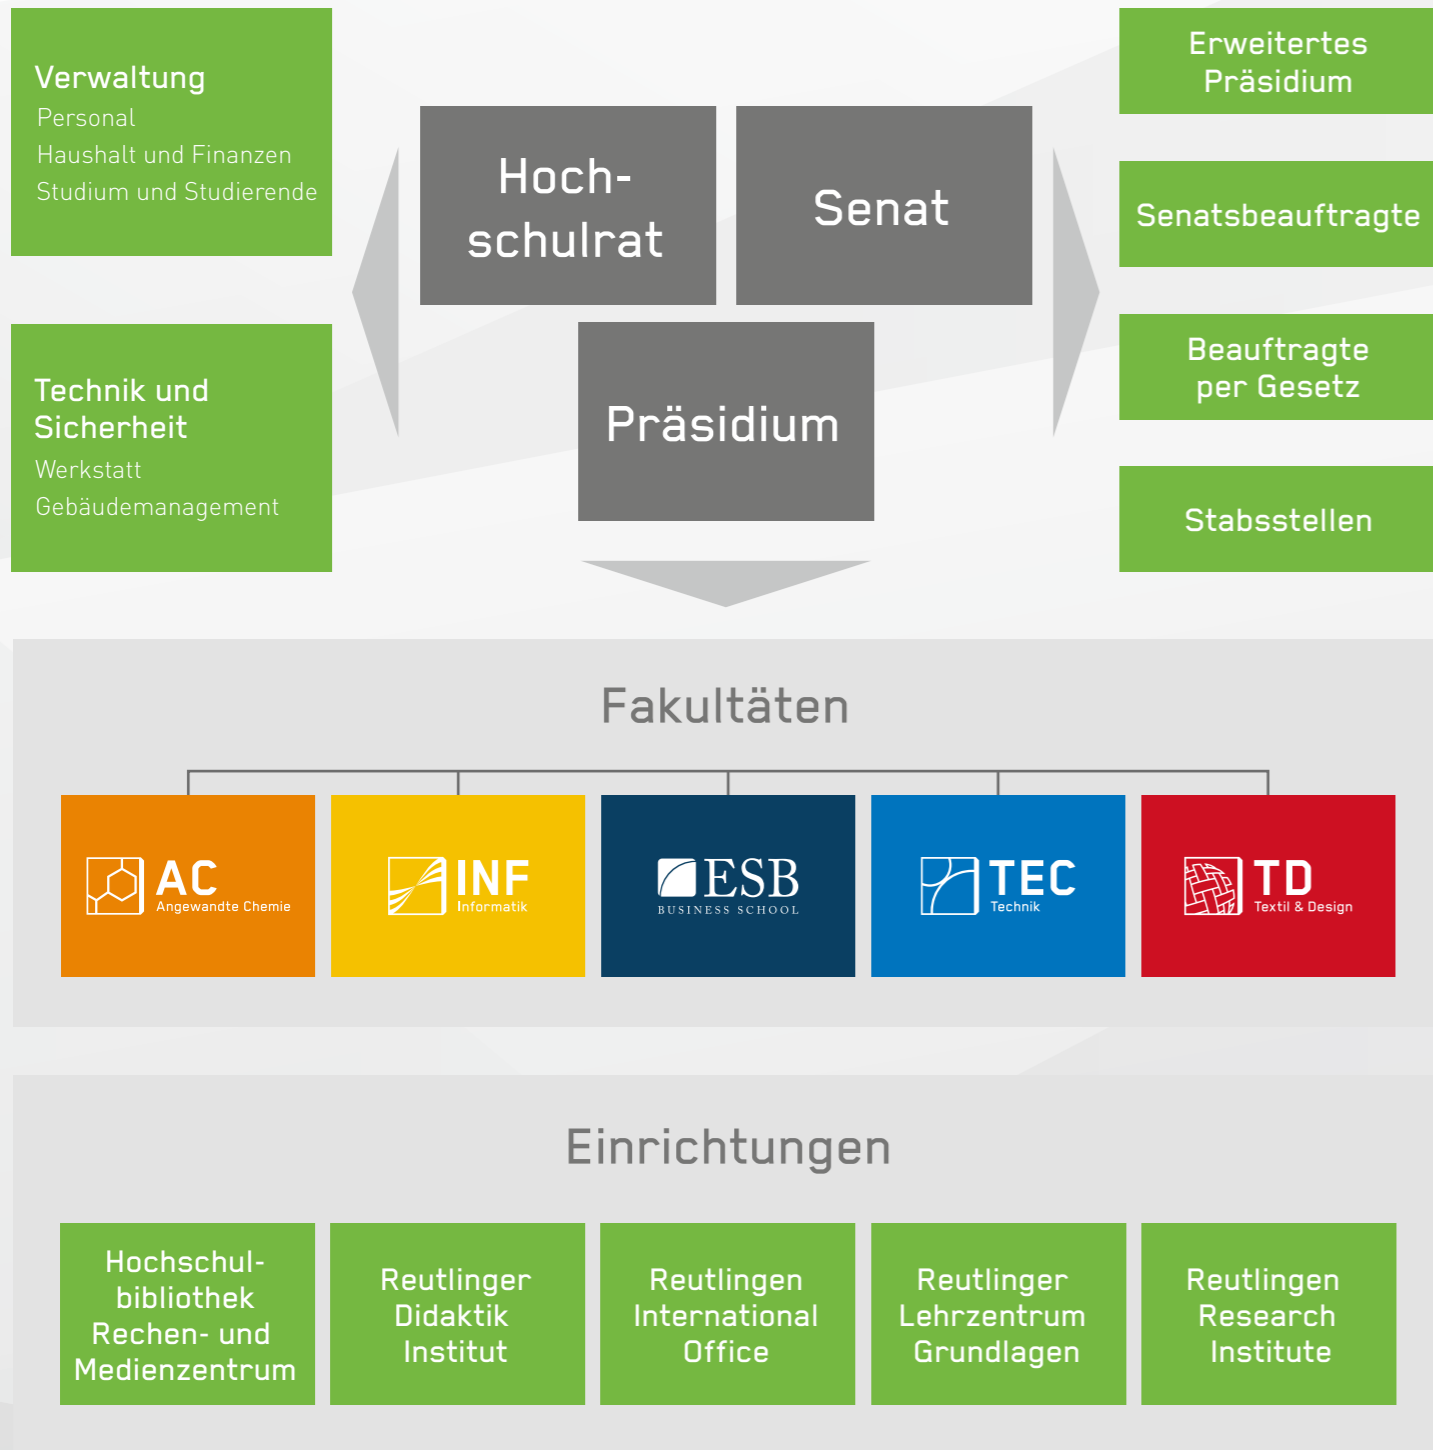 Verwaltung
Personal
Haushalt und Finanzen
Studium und Studierende
Technik und
Sicherheit
Werkstatt
Gebäudemanagement
Hoch-
schulrat
Senat
Präsidium
Erweitertes
Präsidium
Senatsbeauftragte
Beauftragte
per Gesetz
Stabsstellen
Fakultäten
AC
Angewandte Chemie
INF
Informatik
ESB
BUSINESS SCHOOL
TEC
Technik
TD
Textil & Design
Einrichtungen
Hochschul-
bibliothek
Rechen- und
Medienzentrum
Reutlinger
Didaktik
Institut
Reutlingen
International
Office
Reutlinger
Lehrzentrum
Grundlagen
Reutlingen
Research
Institute